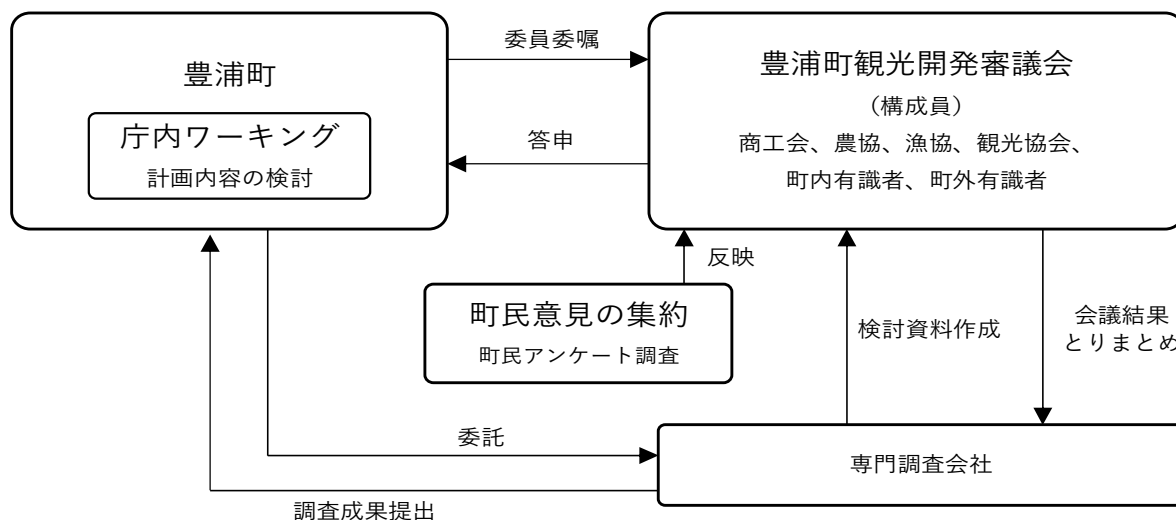 委員委嘱
豊浦町
庁内ワーキング
計画内容の検討
答申
豊浦町観光開発審議会
（構成員）
商工会、農協、漁協、観光協会、
町内有識者、町外有識者
反映
町民意見の集約
町民アンケート調査
検討資料作成
会議結果
とりまとめ
委託
専門調査会社
調査成果提出